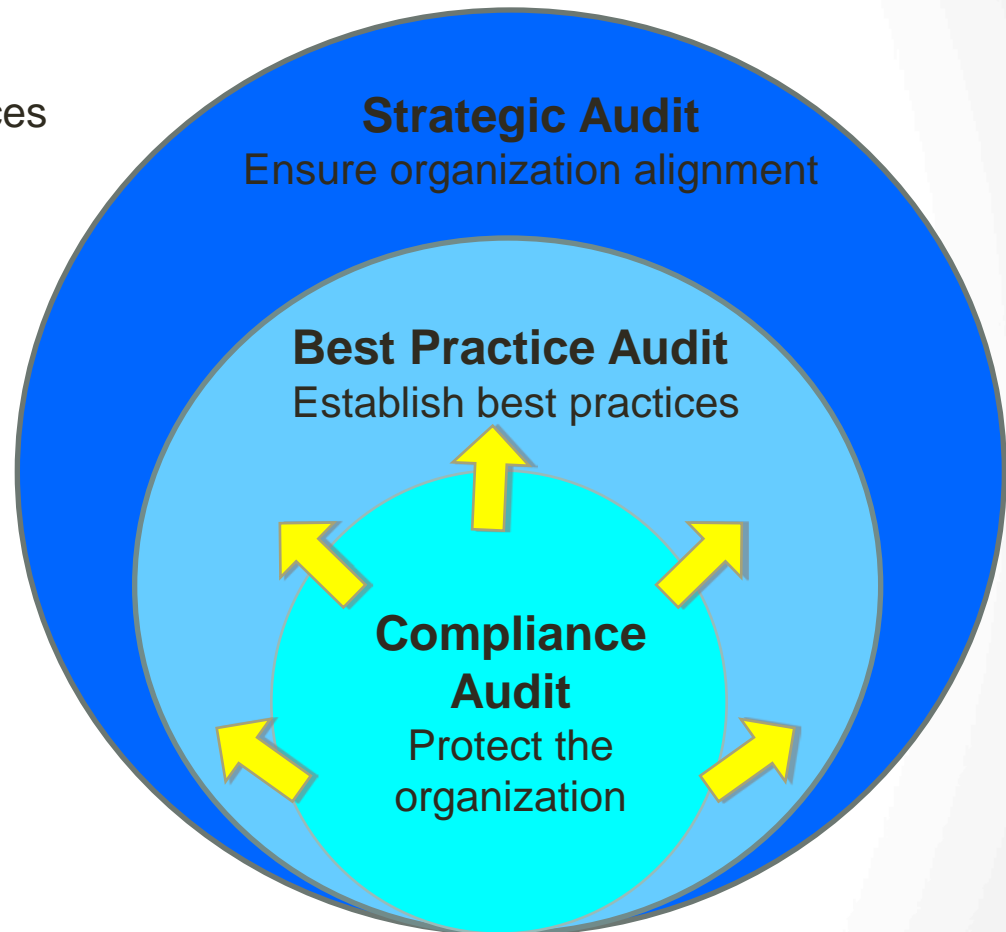 ces
Strategic Audit
Ensure organization alignment
Best Practice Audit
Establish best practices
Compliance
Audit
Protect the
organization